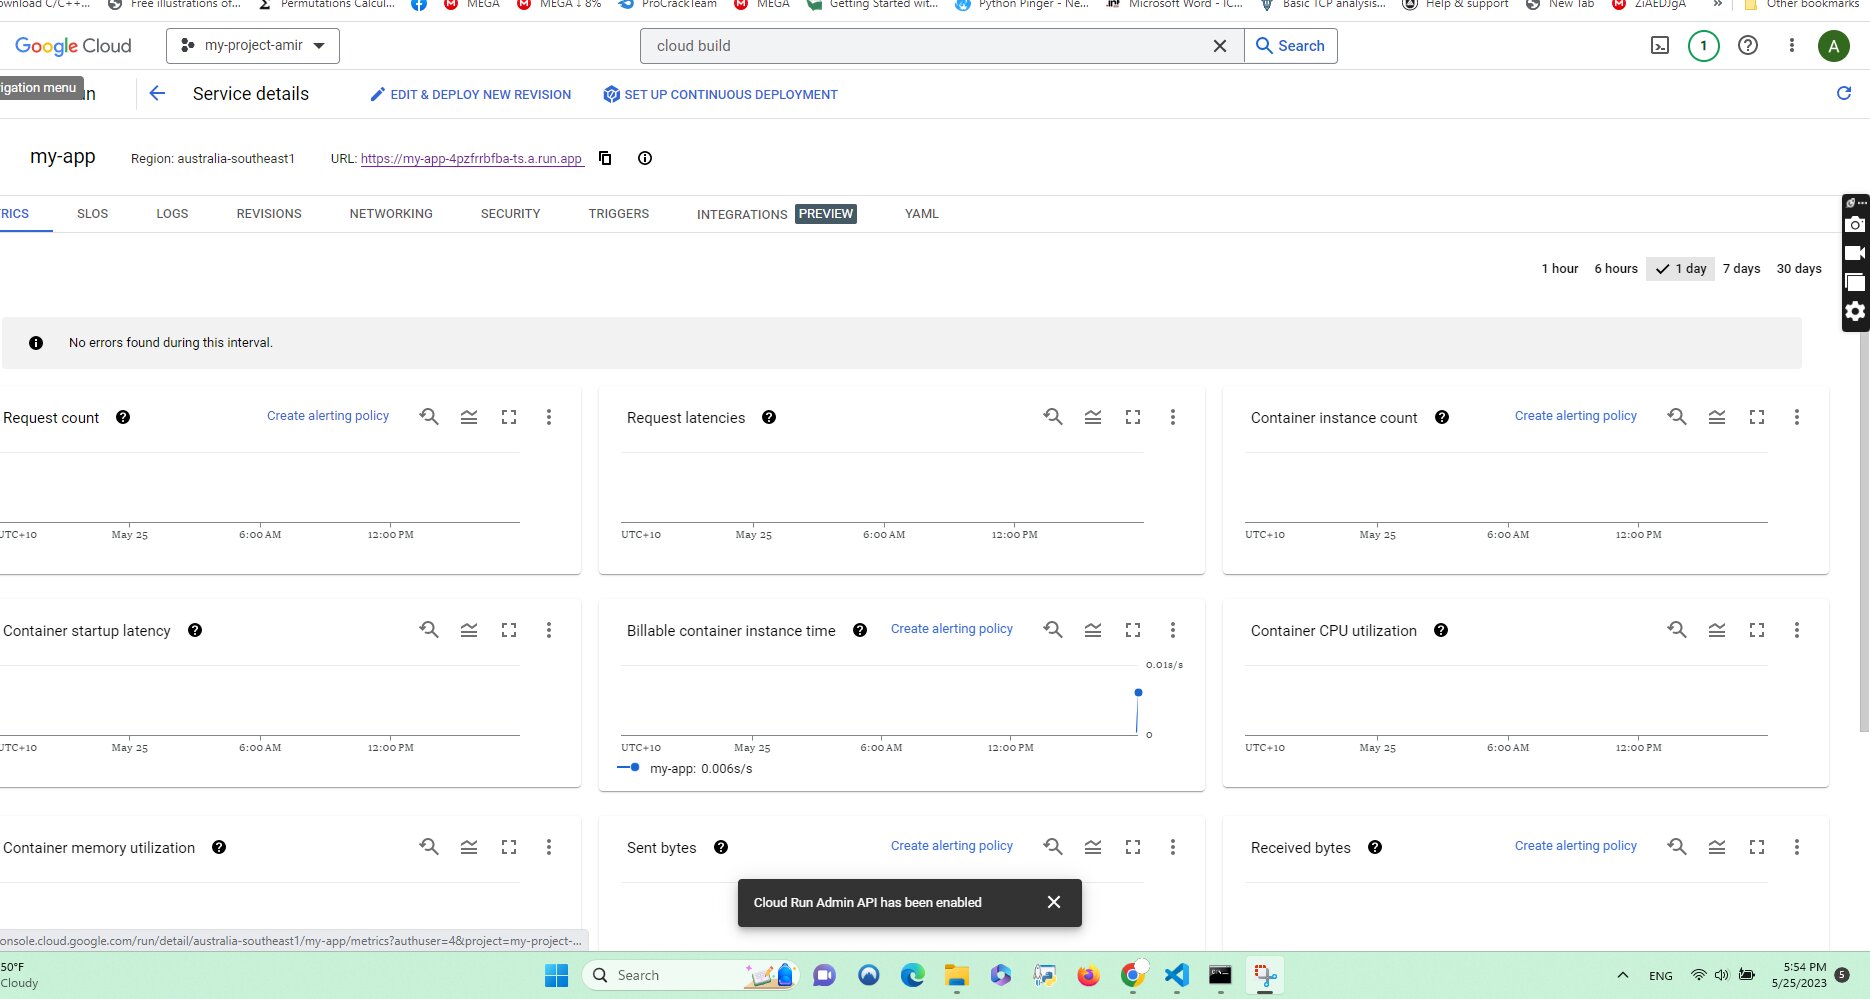 ownload C/C++... Free illustrations of... Permutations Calcul... MEGA MEGA ↓ 8% ProCrackTeam MEGA Getting Started wit... Python Pinger - Ne... Microsoft Word - IC... Basic TCP analysis... Help & support New Tab ZiAEDJgA » Other bookmarks
Google Cloud my-project-amir cloud build Search 1 A
igation menu un Service details EDIT & DEPLOY NEW REVISION SET UP CONTINUOUS DEPLOYMENT
my-app Region: australia-southeast1 URL: https://my-app-4pzfrrbfba-ts.a.run.app
RICS SLOS LOGS REVISIONS NETWORKING SECURITY TRIGGERS INTEGRATIONS PREVIEW YAML
1 hour 6 hours 1 day 7 days 30 days
No errors found during this interval.
Request count Create alerting policy Request latencies Container instance count Create alerting policy
UTC+10 May 25 6:00 AM 12:00 PM UTC+10 May 25 6:00 AM 12:00 PM UTC+10 May 25 6:00 AM 12:00 PM
Container startup latency Billable container instance time Create alerting policy Container CPU utilization
0.01s/s
0
UTC+10 May 25 6:00 AM 12:00 PM UTC+10 May 25 6:00 AM 12:00 PM UTC+10 May 25 6:00 AM 12:00 PM
my-app: 0.006s/s
Container memory utilization Sent bytes Create alerting policy Received bytes Create alerting policy
Cloud Run Admin API has been enabled
onsole.cloud.google.com/run/detail/australia-southeast1/my-app/metrics?authuser=4&project=my-project-...
50°F
Cloudy
Search
ENG
5:54 PM
5/25/2023
5